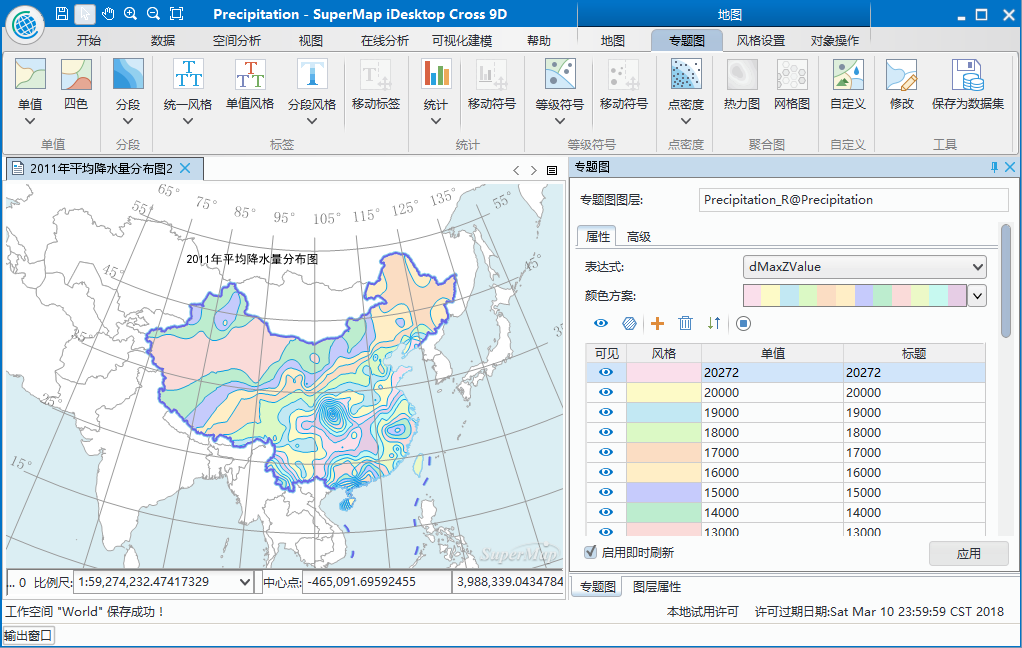 Precipitation - SuperMap iDesktop Cross 9D
地图
开始 数据 空间分析 视图 在线分析 可视化建模 帮助 地图 专题图 风格设置 对象操作
单值 四色 分段 统一风格 单值风格 分段风格 移动标签 统计 移动符号 等级符号 移动符号 点密度 热力图 网格图 自定义 修改 保存为数据集
单值 分段 标签 统计 等级符号 点密度 聚合图 自定义 工具
2011年平均降水量分布图2
专题图
专题图图层: Precipitation_R@Precipitation
属性 高级
表达式: dMaxZValue
颜色方案:
可见 风格 单值 标题
20272 20272
20000 20000
19000 19000
18000 18000
17000 17000
16000 16000
15000 15000
14000 14000
13000 13000
启用即时刷新
应用
专题图 图层属性
55° 65° 75° 85° 95° 105° 115° 125° 135° 55°
45° 45°
25°
15°
2011年平均降水量分布图
SuperMap
... 0 比例尺: 1:59,274,232.47417329 中心点: -465,091.69592455 3,988,339.0434784
工作空间 "World" 保存成功！
本地试用许可 许可过期日期:Sat Mar 10 23:59:59 CST 2018
输出窗口